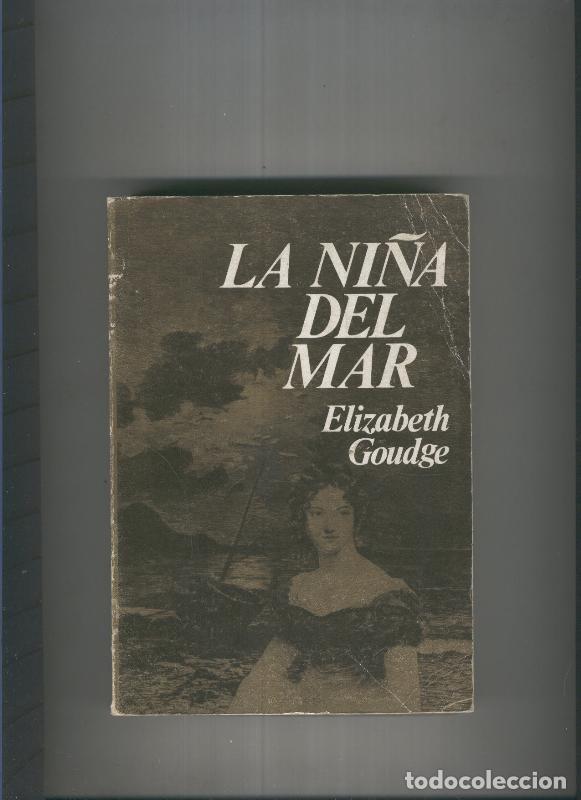 LA NIÑA
DEL
MAR
Elizabeth
Goudge
todocoleccion